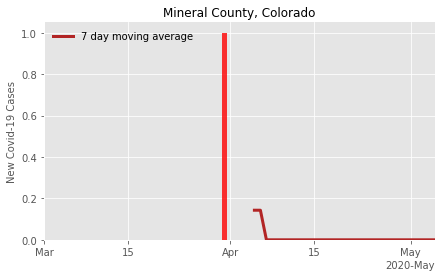 Mineral County, Colorado
7 day moving average
New Covid-19 Cases
1.0
0.8
0.6
0.4
0.2
0.0
Mar
15
Apr
15
May
2020-May